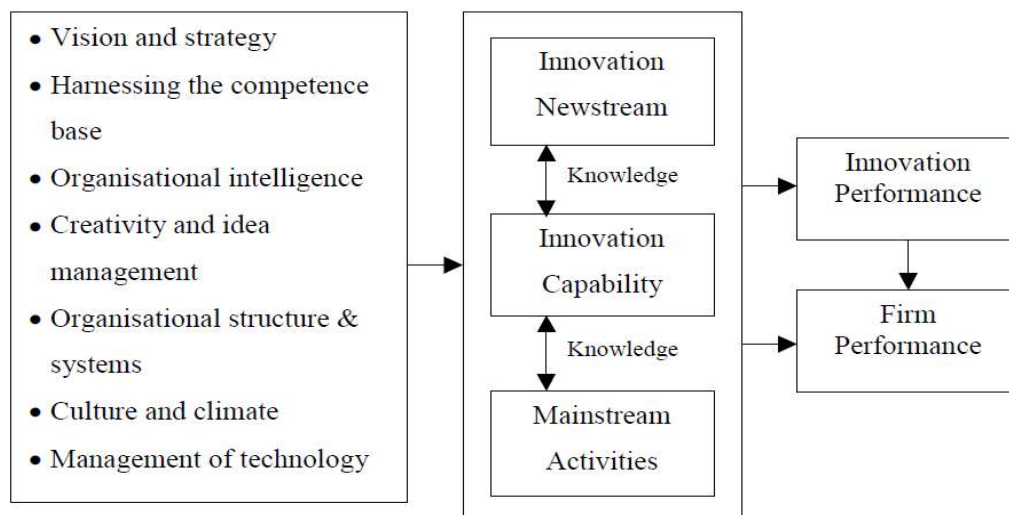 • Vision and strategy
• Harnessing the competence
base
• Organisational intelligence
• Creativity and idea
management
• Organisational structure &
systems
• Culture and climate
• Management of technology
Innovation
Newstream
Knowledge
Innovation
Capability
Knowledge
Mainstream
Activities
Innovation
Performance
Firm
Performance